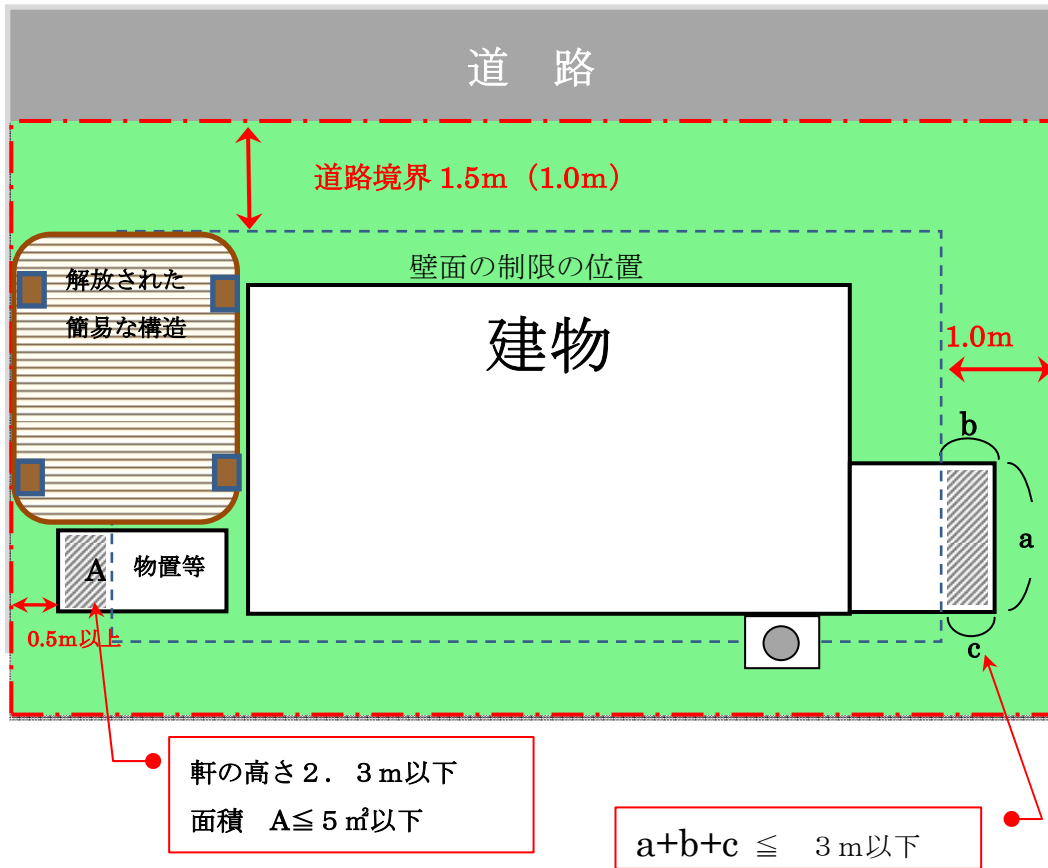 道　路
道路境界 1.5m（1.0m）
壁面の制限の位置
解放された
簡易な構造
建物
1.0m
b
a
c
A
物置等
0.5m以上
軒の高さ２．３ｍ以下
面積　A≦５㎡以下
a+b+c ≦　３ｍ以下